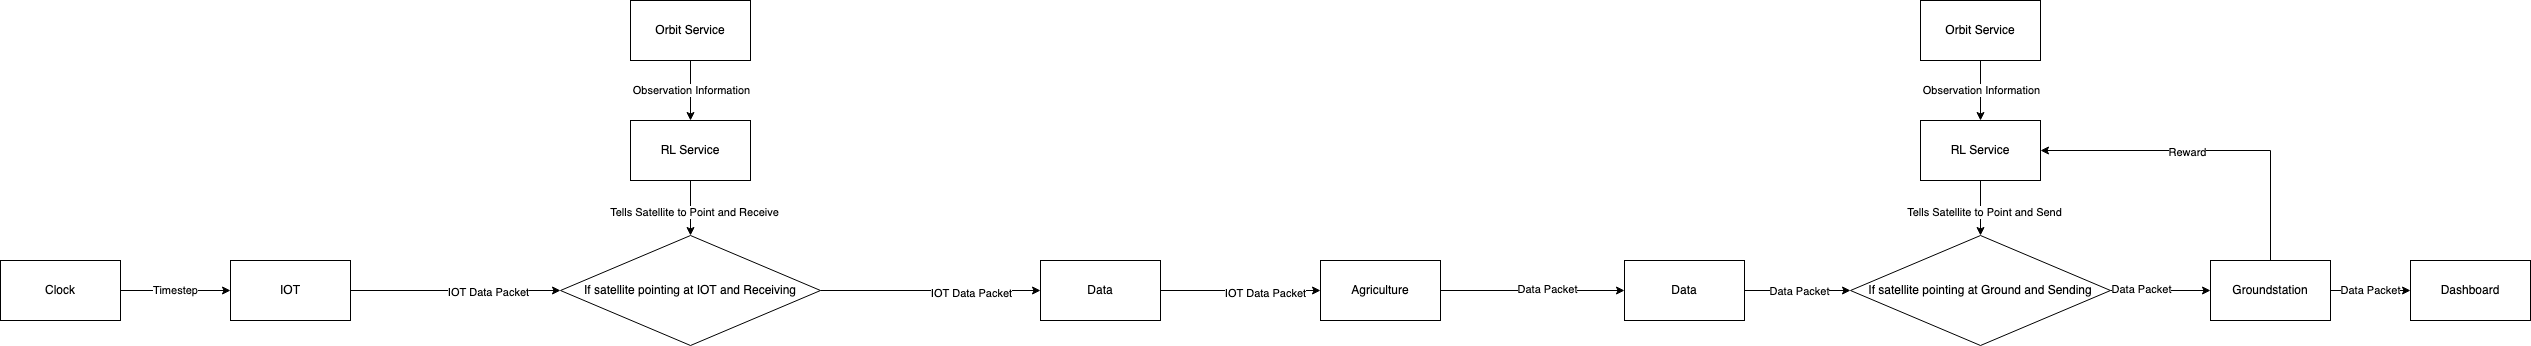 Orbit Service
Orbit Service
Observation Information
Observation Information
RL Service
RL Service
Reward
Tells Satellite to Point and Receive
Tells Satellite to Point and Send
Clock
Timestep
IOT
IOT Data Packet
If satellite pointing at IOT and Receiving
IOT Data Packet
Data
IOT Data Packet
Agriculture
Data Packet
Data
Data Packet
If satellite pointing at Ground and Sending
Data Packet
Groundstation
Data Packet
Dashboard